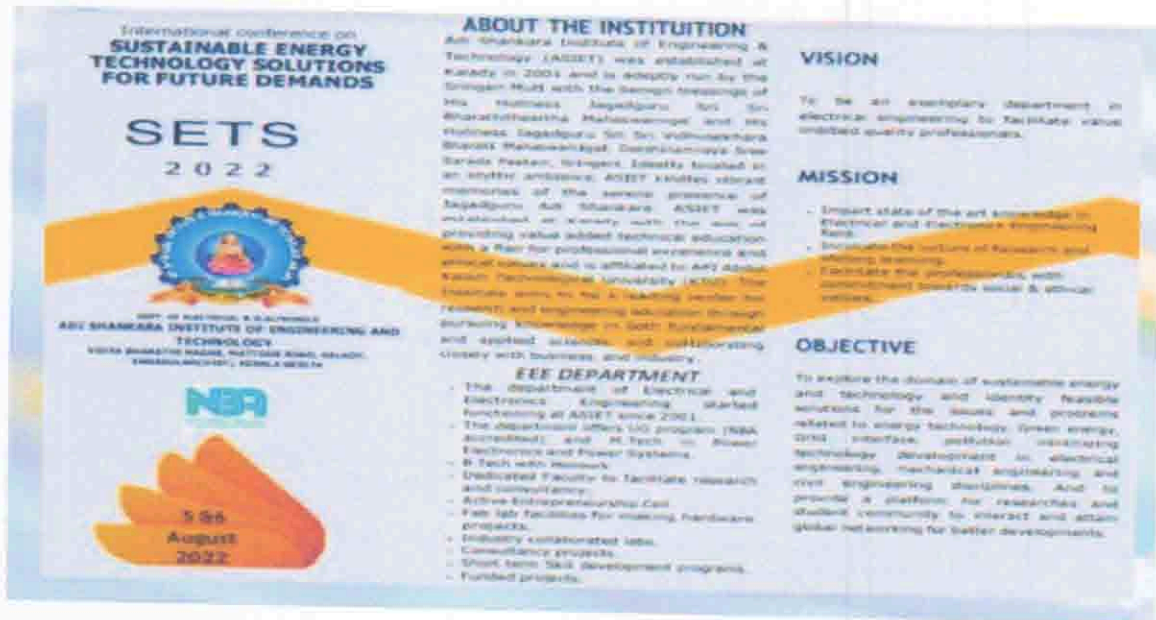 International conference on
SUSTAINABLE ENERGY
TECHNOLOGY SOLUTIONS
FOR FUTURE DEMANDS
SETS
2022
DEPT. OF ELECTRICAL & ELECTRONICS
ADI SHANKARA INSTITUTE OF ENGINEERING AND
TECHNOLOGY
NBA
5 &6
August
2022
ABOUT THE INSTITUITION
Adi Shankara Institute of Engineering &
Technology (ASIET) was established at
Kalady in 2001 and is adeptly run by the
Sringeri Mutt with the benign blessings of
His Holiness Jagadguru Sri Sri
and His
Holiness Jagadguru Sri Sri
Sharada Peetam, Sringeri. Ideally located in
an idyllic ambience, ASIET kindles vibrant
memories of the serene presence of
Jagadguru Adi Shankara. ASIET was
established at Kalady with the aim of
providing value added technical education
with a flair for professional experience and
ethical values and is affiliated to APJ Abdul
Kalam Technological University (KTU). The
Institute aims to be a leading center for
research and engineering education through
pursuing knowledge in both fundamental
and applied sciences, and collaborating
closely with business and industry.
EEE DEPARTMENT
- The department of Electrical and
Electronics Engineering started
functioning at ASIET since 2001.
- The department offers UG program (NBA
accredited), and M.Tech in Power
Electronics and Power Systems.
- B Tech with Honours
- Dedicated Faculty to facilitate research
and consultancy.
- Active Entrepreneurship Cell
- Fab lab facilities for making hardware
projects.
- Industry collaborated labs.
- Consultancy projects.
- Short term Skill development programs.
- Funded projects.
VISION
To be an exemplary department in
electrical engineering to facilitate value
imbibed quality professionals.
MISSION
- Impart state of the art knowledge in
Electrical and Electronics Engineering
field.
- Inculcate the culture of Research and
lifelong learning.
- Facilitate the professionals with
commitment towards social & ethical
values.
OBJECTIVE
To explore the domain of sustainable energy
and technology and identify feasible
solutions for the issues and problems
related to energy technology, Green energy,
Grid interface, pollution
technology development in electrical
engineering, mechanical engineering and
civil engineering disciplines. And to
provide a platform for researches and
student community to interact and attain
global networking for better developments.